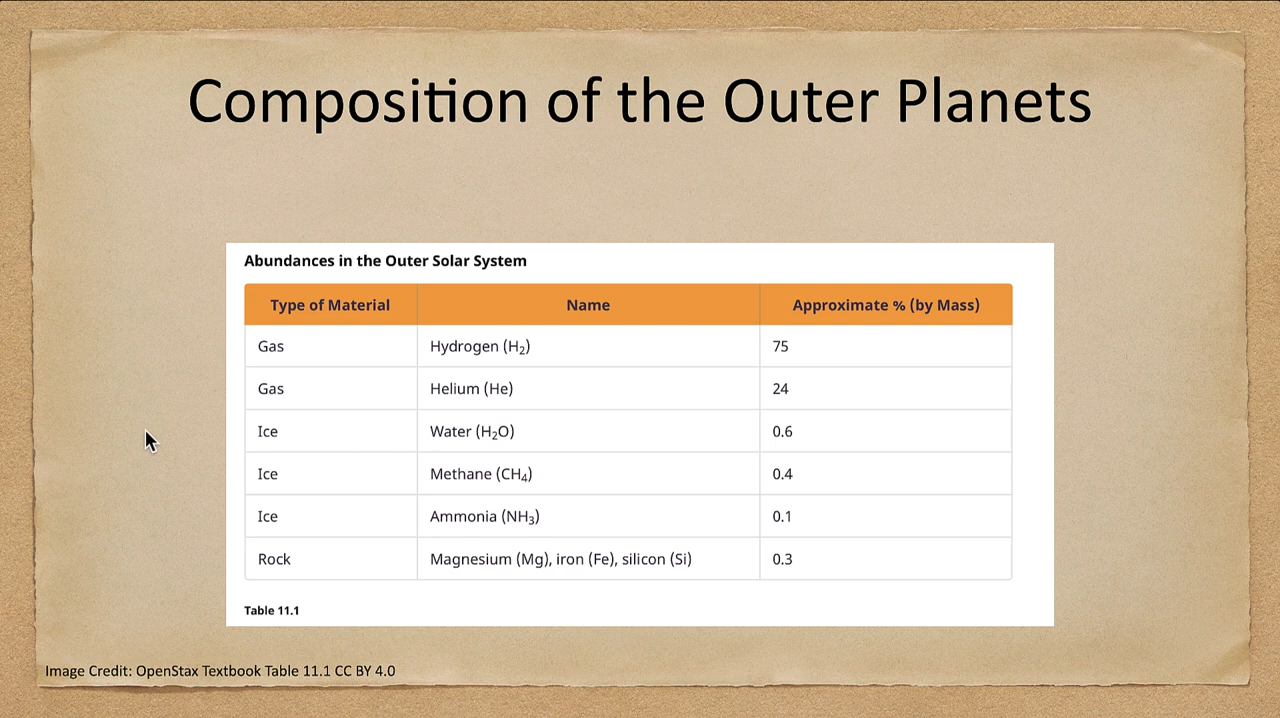 Composition of the Outer Planets
Abundances in the Outer Solar System
Type of Material Name Approximate % (by Mass)
Gas Hydrogen (H₂) 75
Gas Helium (He) 24
Ice Water (H₂O) 0.6
Ice Methane (CH₄) 0.4
Ice Ammonia (NH₃) 0.1
Rock Magnesium (Mg), iron (Fe), silicon (Si) 0.3
Table 11.1
Image Credit: OpenStax Textbook Table 11.1 CC BY 4.0